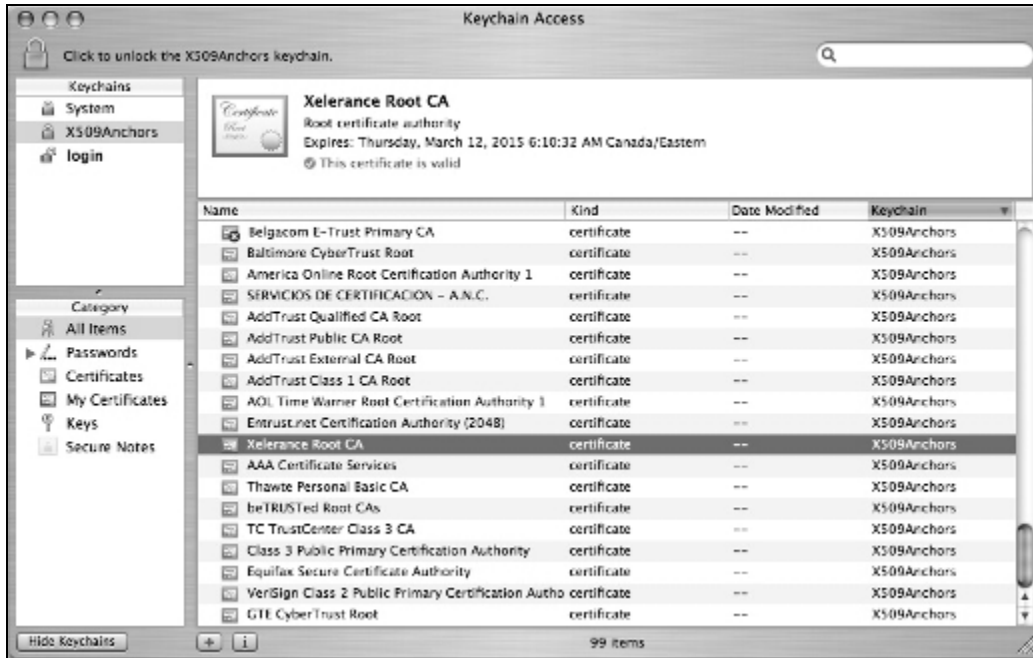 Keychain Access
Click to unlock the X509Anchors keychain.
Keychains
System
X509Anchors
login
Xelerance Root CA
Root certificate authority
Expires: Thursday, March 12, 2015 6:10:32 AM Canada/Eastern
This certificate is valid
Certificate
Root
Name Kind Date Modified Keychain
Belgacom E-Trust Primary CA certificate -- X509Anchors
Baltimore CyberTrust Root certificate -- X509Anchors
America Online Root Certification Authority 1 certificate -- X509Anchors
SERVICIOS DE CERTIFICACION - A.N.C. certificate -- X509Anchors
AddTrust Qualified CA Root certificate -- X509Anchors
AddTrust Public CA Root certificate -- X509Anchors
AddTrust External CA Root certificate -- X509Anchors
AddTrust Class 1 CA Root certificate -- X509Anchors
AOL Time Warner Root Certification Authority 1 certificate -- X509Anchors
Entrust.net Certification Authority (2048) certificate -- X509Anchors
Xelerance Root CA certificate -- X509Anchors
AAA Certificate Services certificate -- X509Anchors
Thawte Personal Basic CA certificate -- X509Anchors
beTRUSTed Root CAs certificate -- X509Anchors
TC TrustCenter Class 3 CA certificate -- X509Anchors
Class 3 Public Primary Certification Authority certificate -- X509Anchors
Equifax Secure Certificate Authority certificate -- X509Anchors
VeriSign Class 2 Public Primary Certification Autho certificate -- X509Anchors
GTE CyberTrust Root certificate -- X509Anchors
Category
All Items
Passwords
Certificates
My Certificates
Keys
Secure Notes
Hide Keychains
99 items